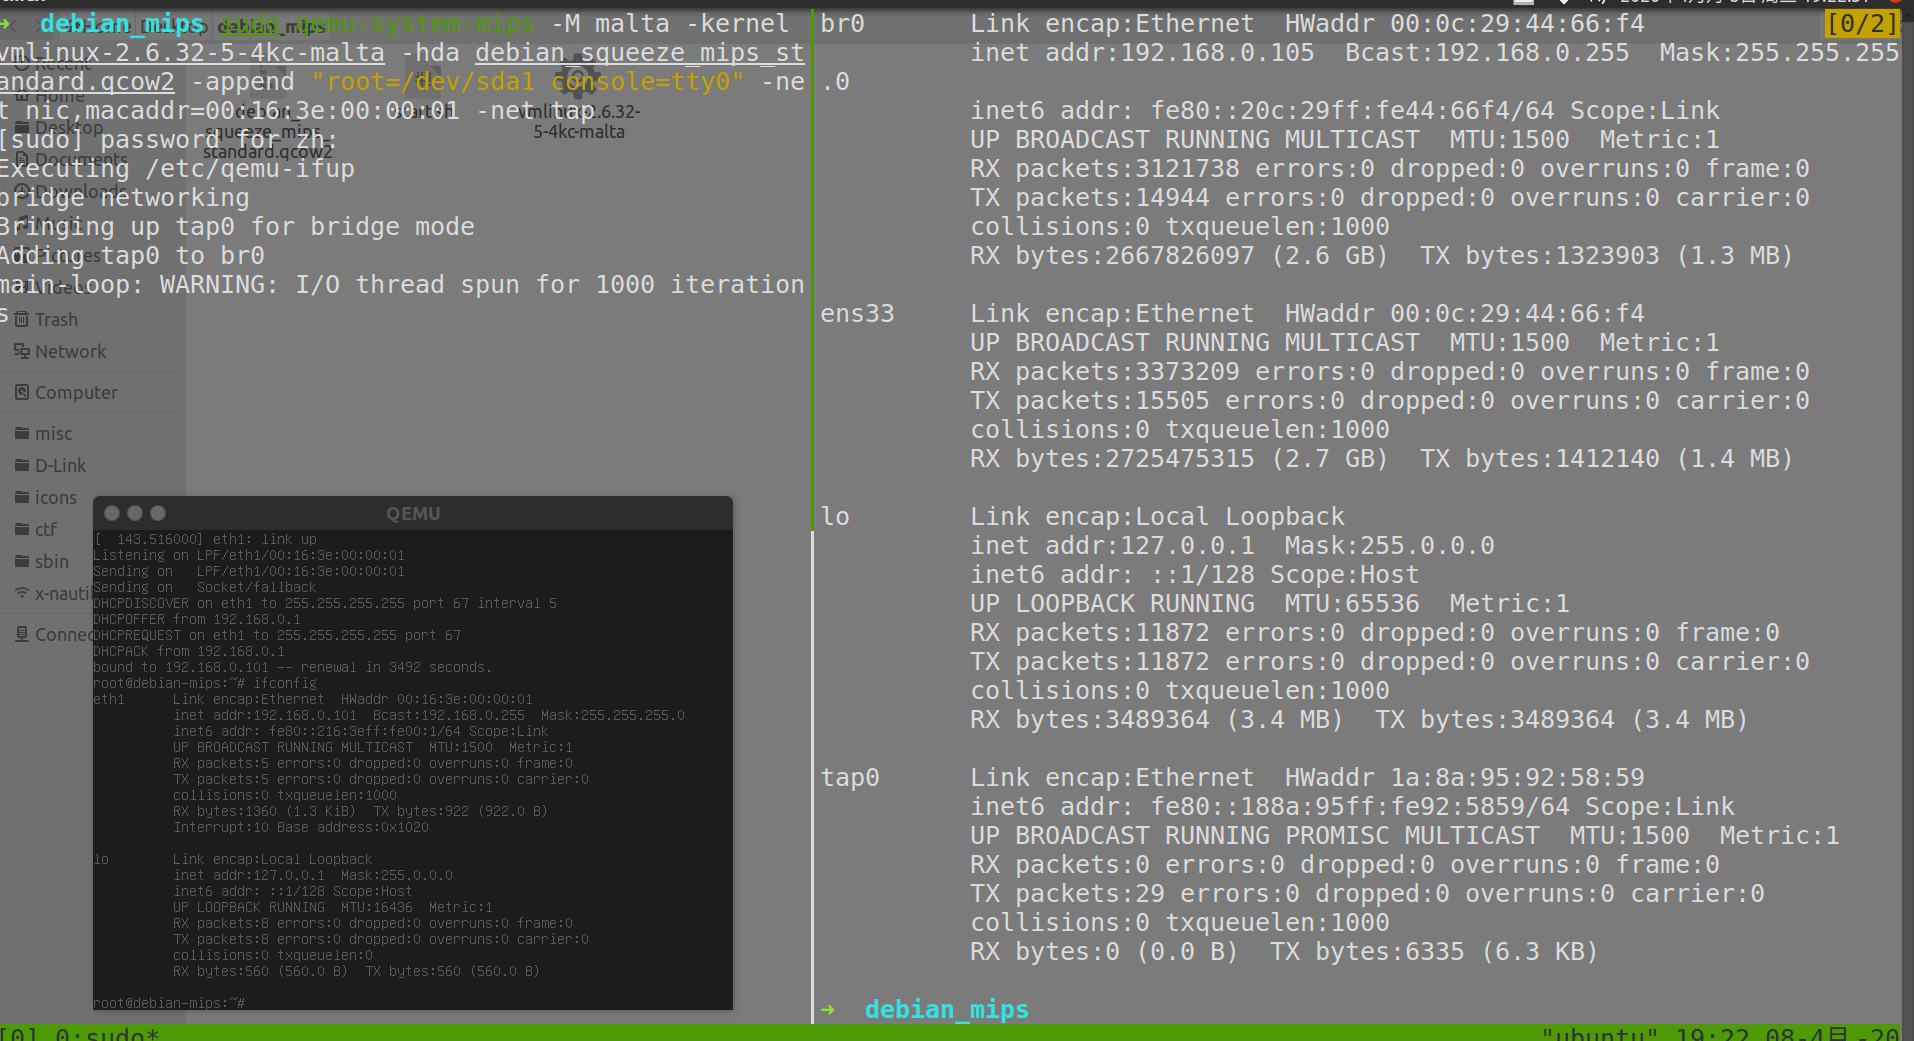 ➜  debian_mips sudo qemu-system-mips -M malta -kernel
vmlinux-2.6.32-5-4kc-malta -hda debian_squeeze_mips_st
andard.qcow2 -append "root=/dev/sda1 console=tty0" -ne
t nic,macaddr=00:16:3e:00:00:01 -net tap
[sudo] password for zh:
Executing /etc/qemu-ifup
bridge networking
Bringing up tap0 for bridge mode
Adding tap0 to br0
main-loop: WARNING: I/O thread spun for 1000 iteration
s
debian_mips
Recent
Home
Desktop
Documents
Downloads
Music
Pictures
Videos
Trash
Network
Computer
misc
D-Link
icons
ctf
sbin
x-nauti
Connec
debian_
squeeze_mips_
standard.qcow2
start.sh
vmlinux-2.6.32-
5-4kc-malta
QEMU
[  143.516000] eth1: link up
Listening on LPF/eth1/00:16:3e:00:00:01
Sending on   LPF/eth1/00:16:3e:00:00:01
Sending on   Socket/fallback
DHCPDISCOVER on eth1 to 255.255.255.255 port 67 interval 5
DHCPOFFER from 192.168.0.1
DHCPREQUEST on eth1 to 255.255.255.255 port 67
DHCPACK from 192.168.0.1
bound to 192.168.0.101 -- renewal in 3492 seconds.
root@debian-mips:~# ifconfig
eth1      Link encap:Ethernet  HWaddr 00:16:3e:00:00:01
inet addr:192.168.0.101  Bcast:192.168.0.255  Mask:255.255.255.0
inet6 addr: fe80::216:3eff:fe00:1/64 Scope:Link
UP BROADCAST RUNNING MULTICAST  MTU:1500  Metric:1
RX packets:5 errors:0 dropped:0 overruns:0 frame:0
TX packets:5 errors:0 dropped:0 overruns:0 carrier:0
collisions:0 txqueuelen:1000
RX bytes:1360 (1.3 KiB)  TX bytes:922 (922.0 B)
Interrupt:10 Base address:0x1020
lo        Link encap:Local Loopback
inet addr:127.0.0.1  Mask:255.0.0.0
inet6 addr: ::1/128 Scope:Host
UP LOOPBACK RUNNING  MTU:16436  Metric:1
RX packets:8 errors:0 dropped:0 overruns:0 frame:0
TX packets:8 errors:0 dropped:0 overruns:0 carrier:0
collisions:0 txqueuelen:0
RX bytes:560 (560.0 B)  TX bytes:560 (560.0 B)
root@debian-mips:~#
br0       Link encap:Ethernet  HWaddr 00:0c:29:44:66:f4
[0/2]
inet addr:192.168.0.105  Bcast:192.168.0.255  Mask:255.255.255
.0
inet6 addr: fe80::20c:29ff:fe44:66f4/64 Scope:Link
UP BROADCAST RUNNING MULTICAST  MTU:1500  Metric:1
RX packets:3121738 errors:0 dropped:0 overruns:0 frame:0
TX packets:14944 errors:0 dropped:0 overruns:0 carrier:0
collisions:0 txqueuelen:1000
RX bytes:2667826097 (2.6 GB)  TX bytes:1323903 (1.3 MB)
ens33     Link encap:Ethernet  HWaddr 00:0c:29:44:66:f4
UP BROADCAST RUNNING MULTICAST  MTU:1500  Metric:1
RX packets:3373209 errors:0 dropped:0 overruns:0 frame:0
TX packets:15505 errors:0 dropped:0 overruns:0 carrier:0
collisions:0 txqueuelen:1000
RX bytes:2725475315 (2.7 GB)  TX bytes:1412140 (1.4 MB)
lo        Link encap:Local Loopback
inet addr:127.0.0.1  Mask:255.0.0.0
inet6 addr: ::1/128 Scope:Host
UP LOOPBACK RUNNING  MTU:65536  Metric:1
RX packets:11872 errors:0 dropped:0 overruns:0 frame:0
TX packets:11872 errors:0 dropped:0 overruns:0 carrier:0
collisions:0 txqueuelen:1000
RX bytes:3489364 (3.4 MB)  TX bytes:3489364 (3.4 MB)
tap0      Link encap:Ethernet  HWaddr 1a:8a:95:92:58:59
inet6 addr: fe80::188a:95ff:fe92:5859/64 Scope:Link
UP BROADCAST RUNNING PROMISC MULTICAST  MTU:1500  Metric:1
RX packets:0 errors:0 dropped:0 overruns:0 frame:0
TX packets:29 errors:0 dropped:0 overruns:0 carrier:0
collisions:0 txqueuelen:1000
RX bytes:0 (0.0 B)  TX bytes:6335 (6.3 KB)
➜  debian_mips
[0] 0:sudo*
"ubuntu" 19:22 08-4月-20